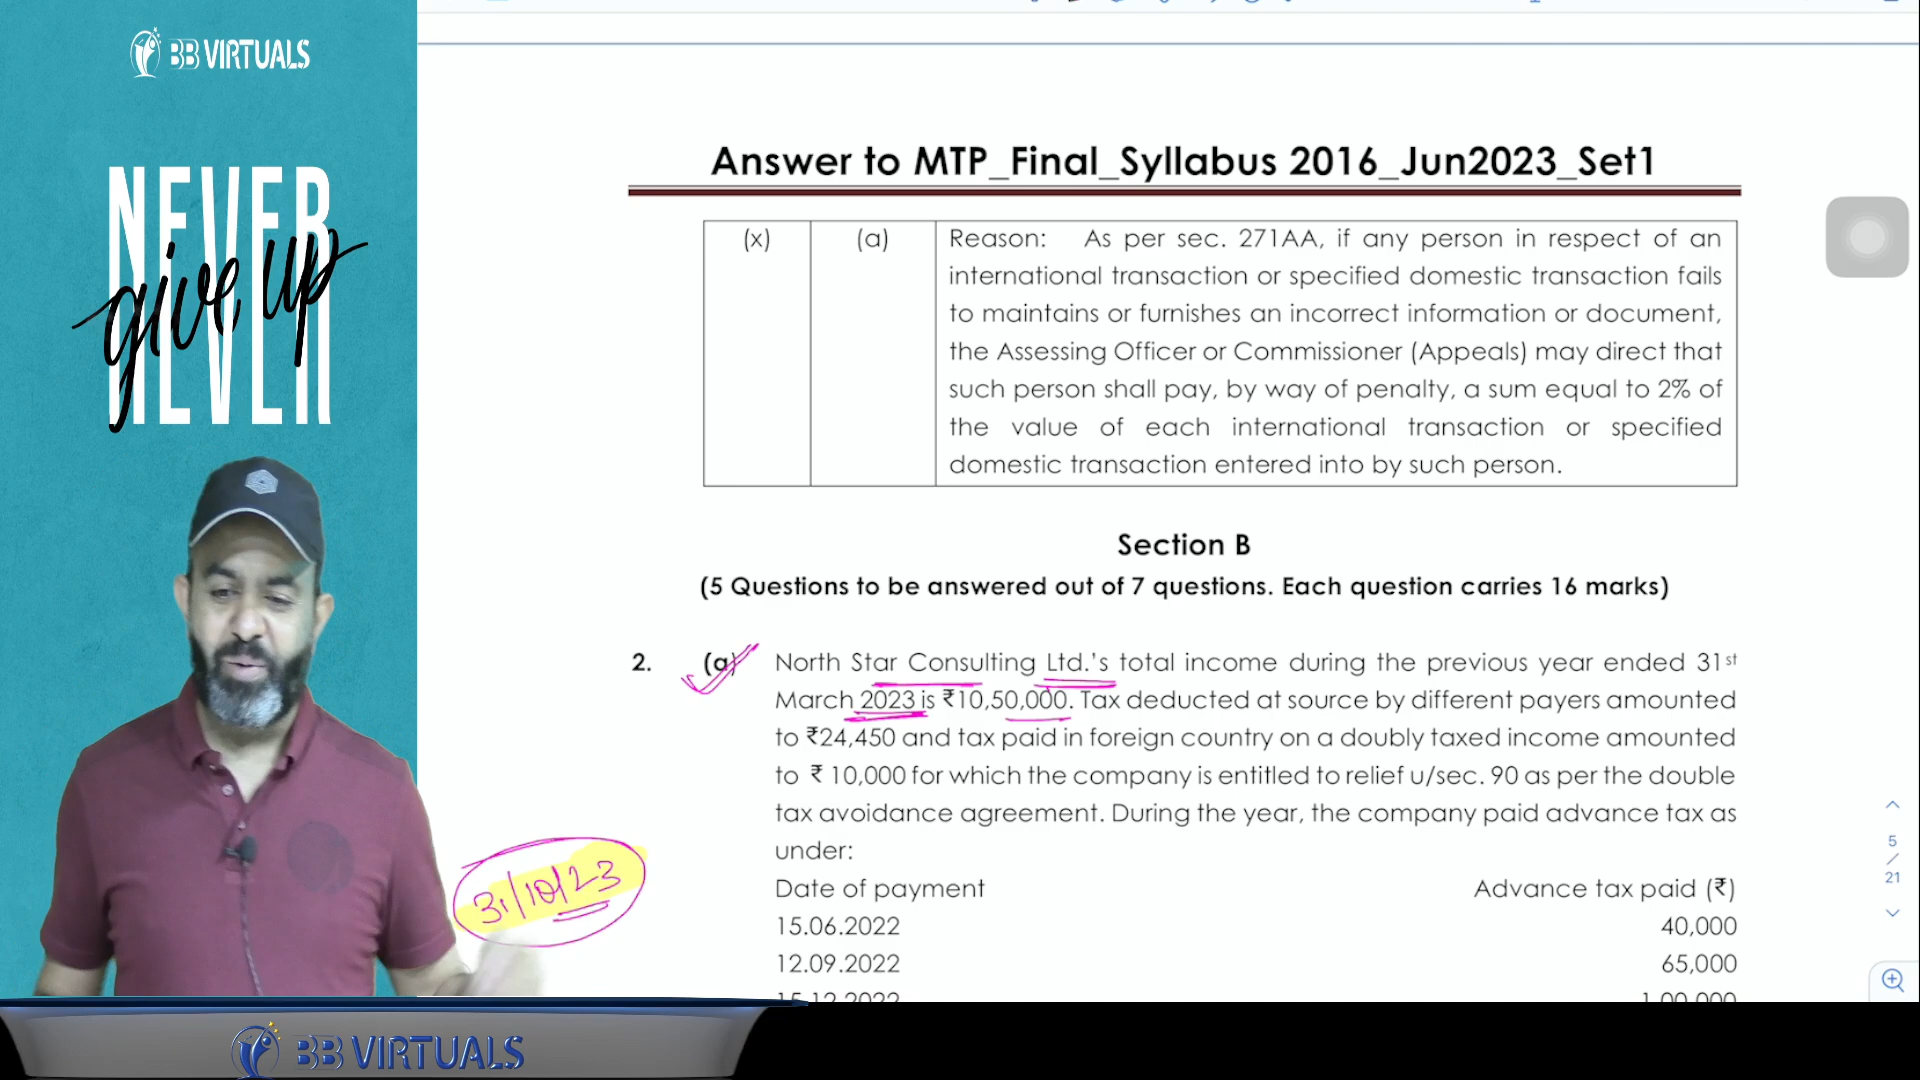 BB VIRTUALS
NEVER
give up
NEVER
Answer to MTP_Final_Syllabus 2016_Jun2023_Set1
(x) (a) Reason: As per sec. 271AA, if any person in respect of an
international transaction or specified domestic transaction fails
to maintains or furnishes an incorrect information or document,
the Assessing Officer or Commissioner (Appeals) may direct that
such person shall pay, by way of penalty, a sum equal to 2% of
the value of each international transaction or specified
domestic transaction entered into by such person.
Section B
(5 Questions to be answered out of 7 questions. Each question carries 16 marks)
2. (a) North Star Consulting Ltd.'s total income during the previous year ended 31st
March 2023 is ₹10,50,000. Tax deducted at source by different payers amounted
to ₹24,450 and tax paid in foreign country on a doubly taxed income amounted
to ₹ 10,000 for which the company is entitled to relief u/sec. 90 as per the double
tax avoidance agreement. During the year, the company paid advance tax as
under:
Date of payment Advance tax paid (₹)
15.06.2022 40,000
12.09.2022 65,000
15.12.2022 1,00,000
31/10/23
5
/
21
BB VIRTUALS